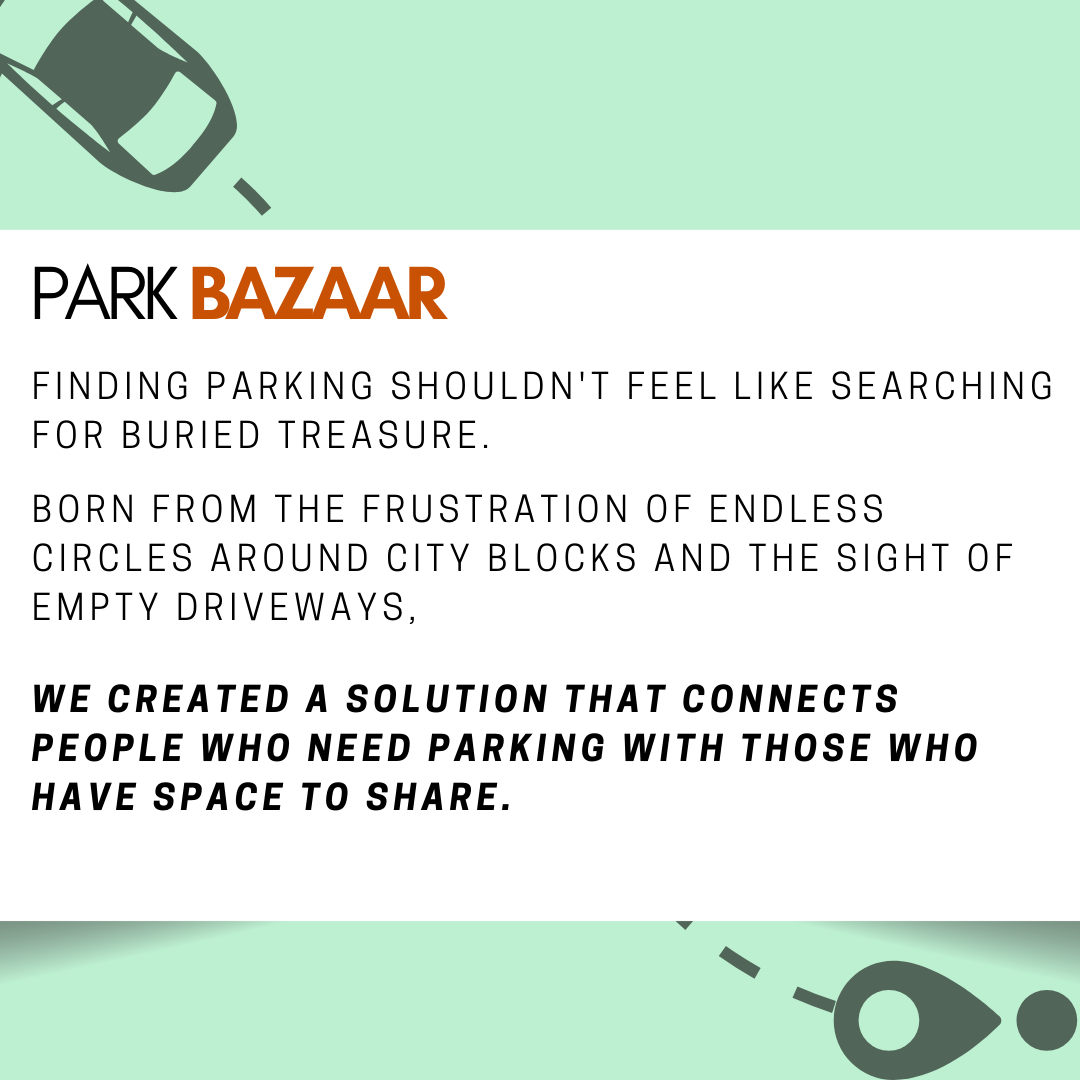 PARK BAZAAR
FINDING PARKING SHOULDN'T FEEL LIKE SEARCHING
FOR BURIED TREASURE.
BORN FROM THE FRUSTRATION OF ENDLESS
CIRCLES AROUND CITY BLOCKS AND THE SIGHT OF
EMPTY DRIVEWAYS,
WE CREATED A SOLUTION THAT CONNECTS
PEOPLE WHO NEED PARKING WITH THOSE WHO
HAVE SPACE TO SHARE.